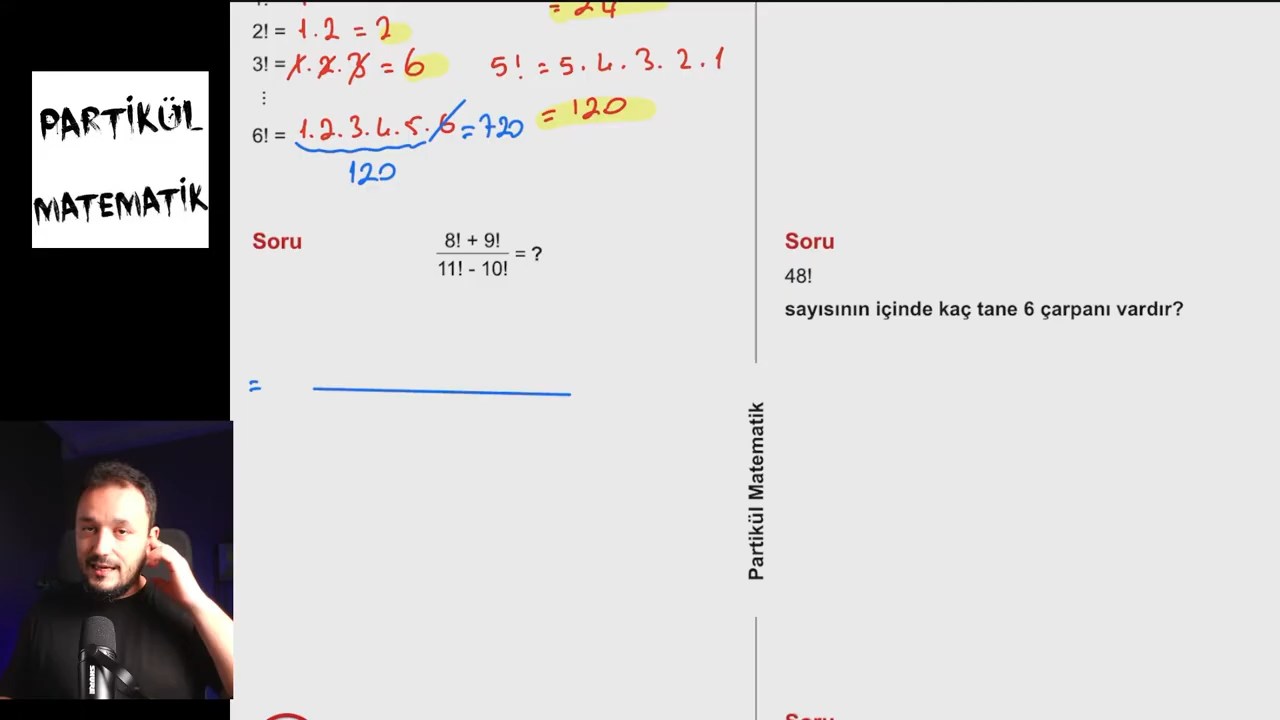 PARTİKÜL
MATEMATİK
= 24
2! = 1.2 = 2
3! = 1.2.3 = 6
5! = 5.4.3.2.1
= 120
⋮
6! = 1.2.3.4.5.6 = 720
120
Soru
8! + 9!
11! - 10!
= ?
=
Soru
48!
sayısının içinde kaç tane 6 çarpanı vardır?
Partikül Matematik
Soru
SHURE